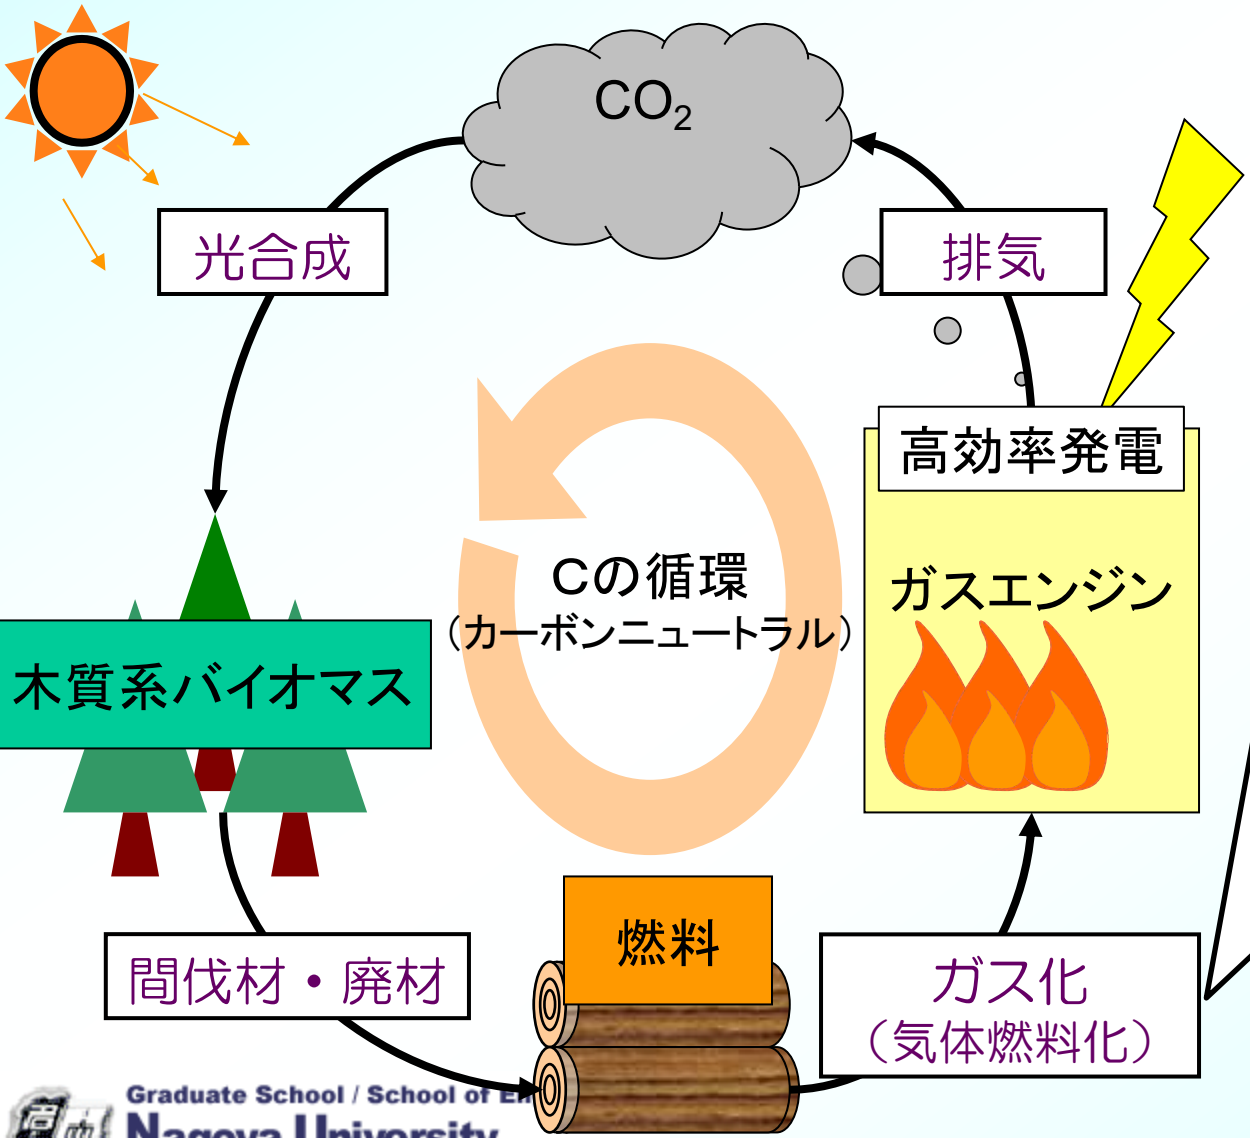 CO₂
光合成
排気
高効率発電
ガスエンジン
Cの循環
（カーボンニュートラル）
木質系バイオマス
燃料
間伐材・廃材
ガス化
（気体燃料化）
Graduate School / School of
Nagoya University